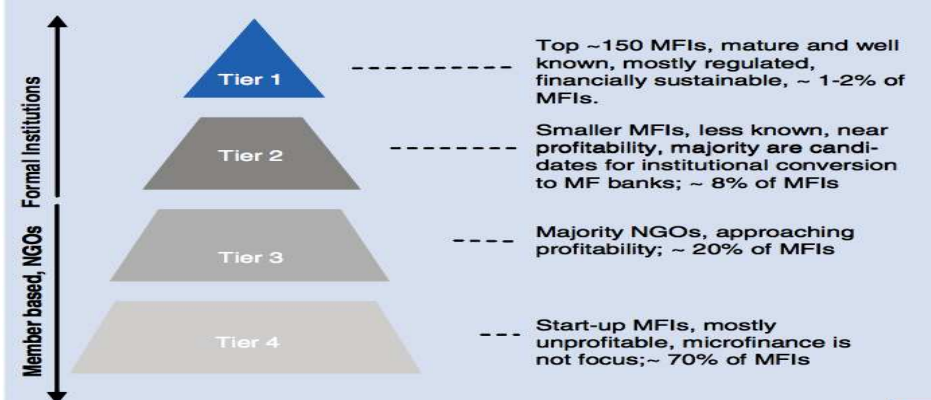 Formal Institutions
Member based, NGOs
Tier 1
Top ~150 MFIs, mature and well
known, mostly regulated,
financially sustainable, ~ 1-2% of
MFIs.
Tier 2
Smaller MFIs, less known, near
profitability, majority are candi-
dates for institutional conversion
to MF banks; ~ 8% of MFIs
Tier 3
Majority NGOs, approaching
profitability; ~ 20% of MFIs
Tier 4
Start-up MFIs, mostly
unprofitable, microfinance is
not focus;~ 70% of MFIs